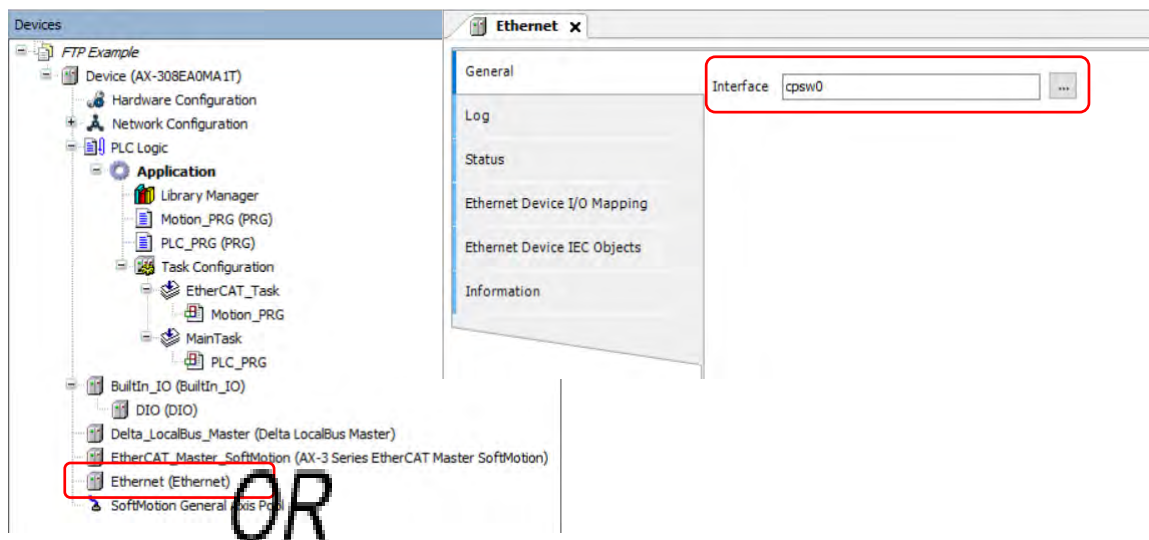 Devices
FTP Example
Device (AX-308EA0MA1T)
Hardware Configuration
Network Configuration
PLC Logic
Application
Library Manager
Motion_PRG (PRG)
PLC_PRG (PRG)
Task Configuration
EtherCAT_Task
Motion_PRG
MainTask
PLC_PRG
BuiltIn_IO (BuiltIn_IO)
DIO (DIO)
Delta_LocalBus_Master (Delta LocalBus Master)
EtherCAT_Master_SoftMotion (AX-3 Series EtherCAT Master SoftMotion)
Ethernet (Ethernet)
SoftMotion General Axis Pool
OR
Ethernet x
General
Log
Status
Ethernet Device I/O Mapping
Ethernet Device IEC Objects
Information
Interface cpsw0 ...